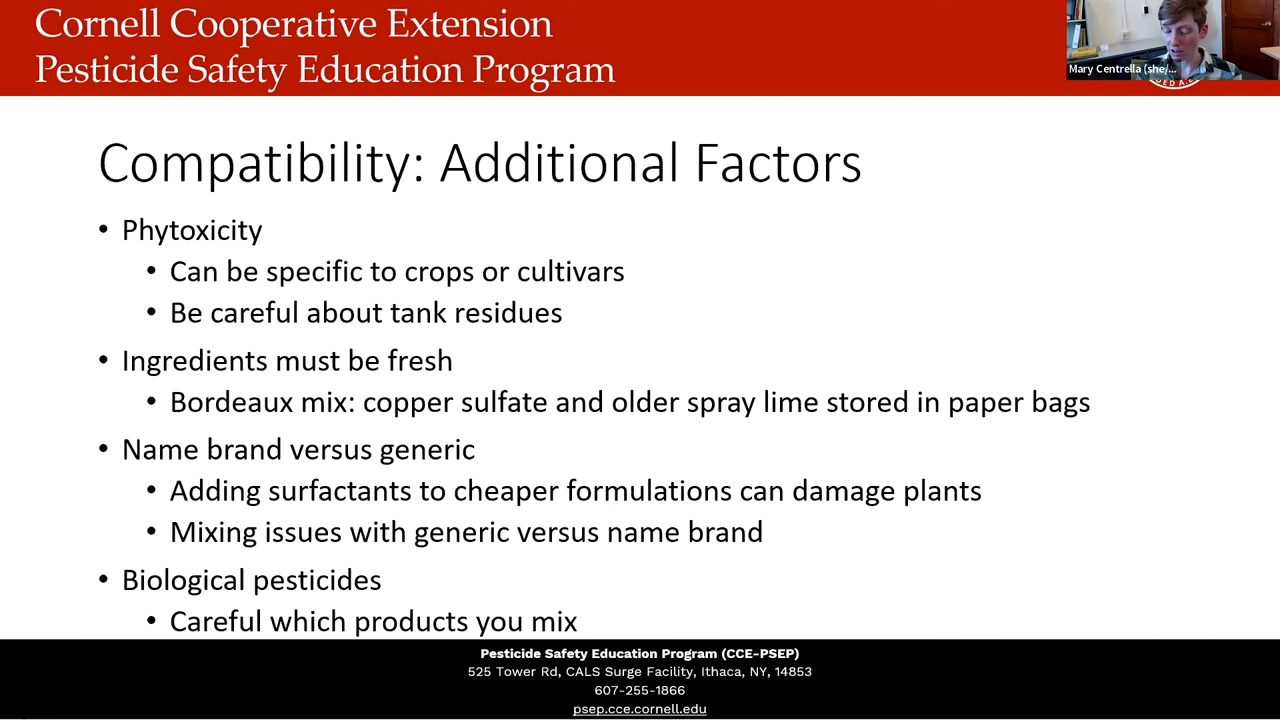 Cornell Cooperative Extension
Pesticide Safety Education Program
Mary Centrella (she/...
Compatibility: Additional Factors
• Phytoxicity
• Can be specific to crops or cultivars
• Be careful about tank residues
• Ingredients must be fresh
• Bordeaux mix: copper sulfate and older spray lime stored in paper bags
• Name brand versus generic
• Adding surfactants to cheaper formulations can damage plants
• Mixing issues with generic versus name brand
• Biological pesticides
• Careful which products you mix
Pesticide Safety Education Program (CCE-PSEP)
525 Tower Rd, CALS Surge Facility, Ithaca, NY, 14853
607-255-1866
psep.cce.cornell.edu